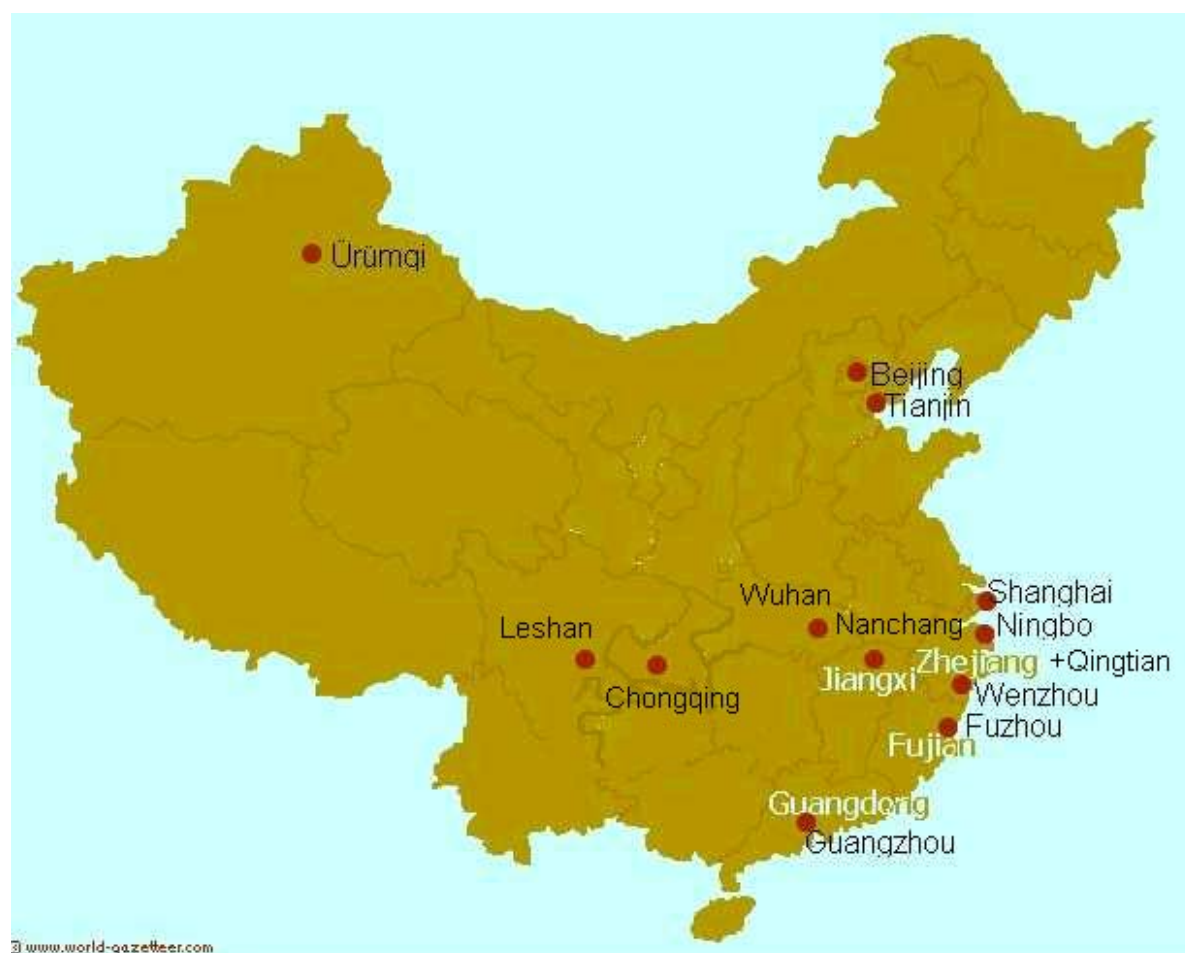 Ürümqi
Beijing
Tianjin
Shanghai
Wuhan
Nanchang
Ningbo
Leshan
Zhejiang +Qingtian
Jiangxi
Chongqing
Wenzhou
Fuzhou
Fujian
Guangdong
Guangzhou
www.world-gazetteer.com